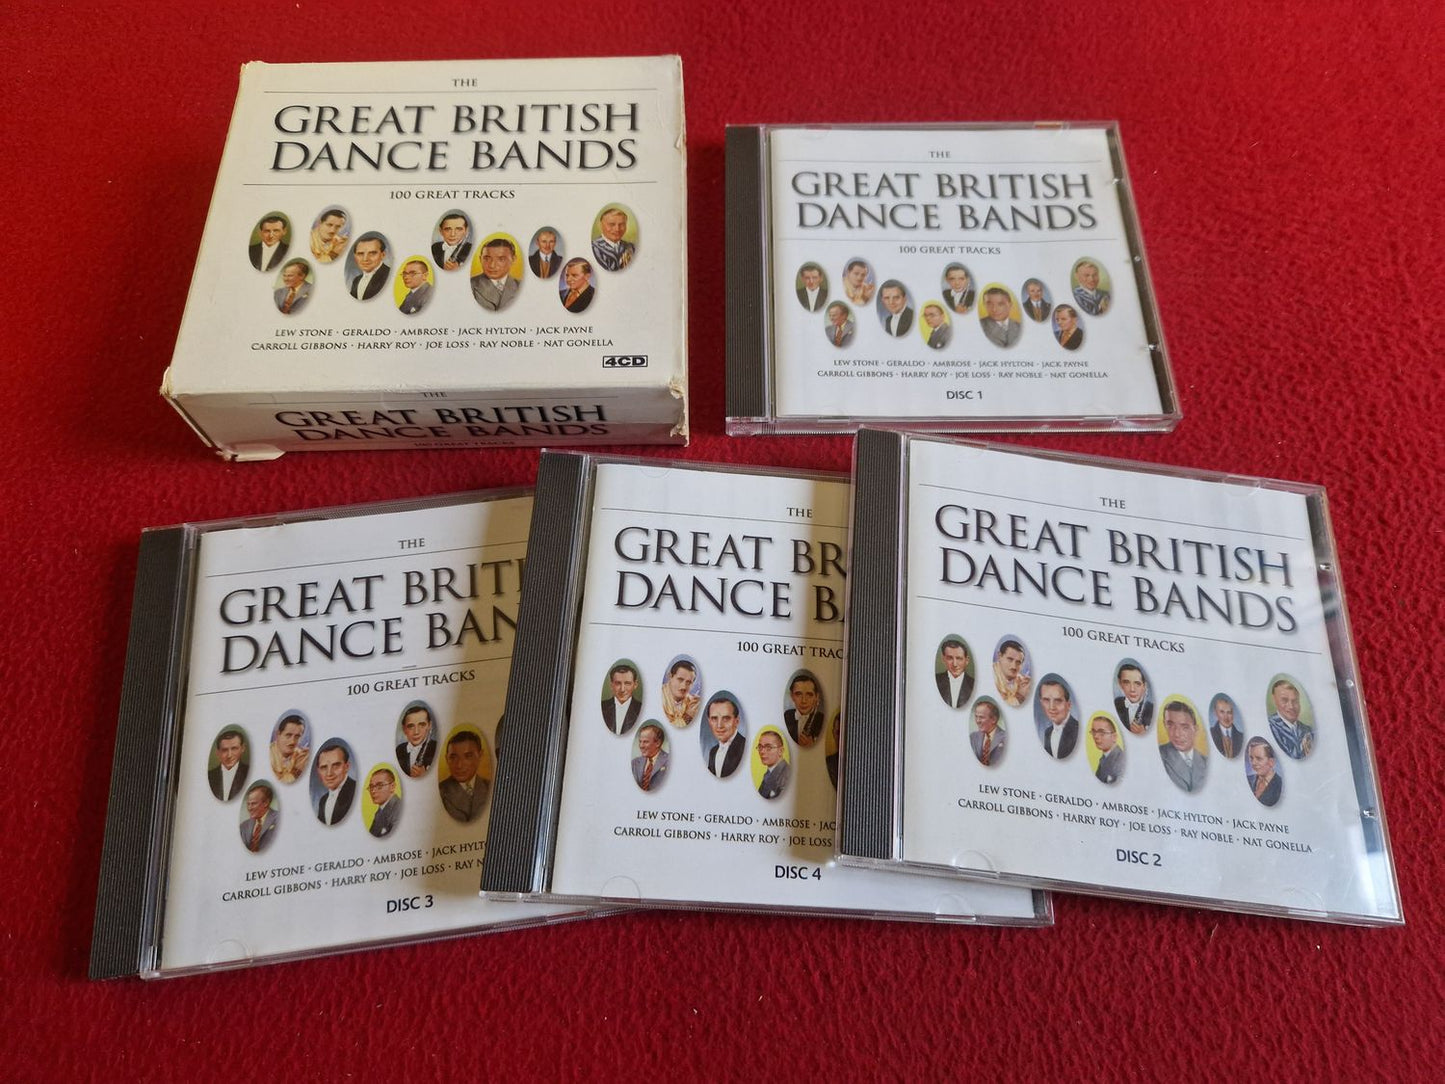 THE
GREAT BRITISH
DANCE BANDS
100 GREAT TRACKS
LEW STONE · GERALDO · AMBROSE · JACK HYLTON · JACK PAYNE
CARROLL GIBBONS · HARRY ROY · JOE LOSS · RAY NOBLE · NAT GONELLA
4CD
THE
GREAT BRITISH
DANCE BANDS
100 GREAT TRACKS
THE
GREAT BRITISH
DANCE BANDS
100 GREAT TRACKS
LEW STONE · GERALDO · AMBROSE · JACK HYLTON · JACK PAYNE
CARROLL GIBBONS · HARRY ROY · JOE LOSS · RAY NOBLE · NAT GONELLA
DISC 1
THE
GREAT BRIT
DANCE BAN
100 GREAT TRACKS
LEW STONE · GERALDO · AMBROSE · JACK HYLT
CARROLL GIBBONS · HARRY ROY · JOE LOSS · RAY N
DISC 3
THE
GREAT BR
DANCE B
100 GREAT TRAC
LEW STONE · GERALDO · AMBROSE · JAC
CARROLL GIBBONS · HARRY ROY · JOE LOSS
DISC 4
THE
GREAT BRITISH
DANCE BANDS
100 GREAT TRACKS
LEW STONE · GERALDO · AMBROSE · JACK HYLTON · JACK PAYNE
CARROLL GIBBONS · HARRY ROY · JOE LOSS · RAY NOBLE · NAT GONELLA
DISC 2